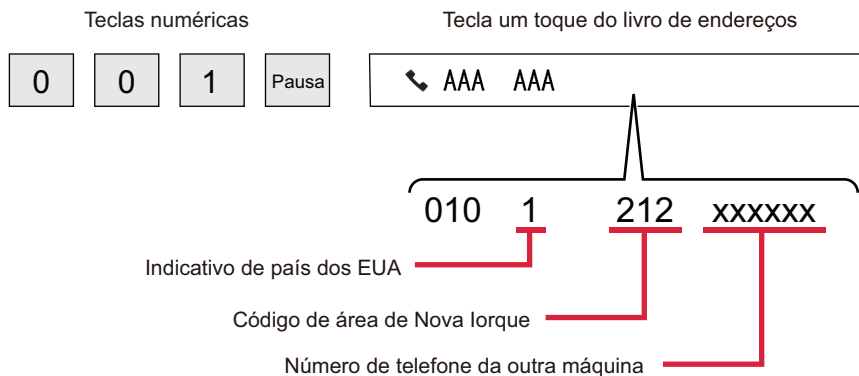 Teclas numéricas Tecla um toque do livro de endereços
0 0 1 Pausa AAA AAA
010 1 212 xxxxxx
Indicativo de país dos EUA
Código de área de Nova Iorque
Número de telefone da outra máquina